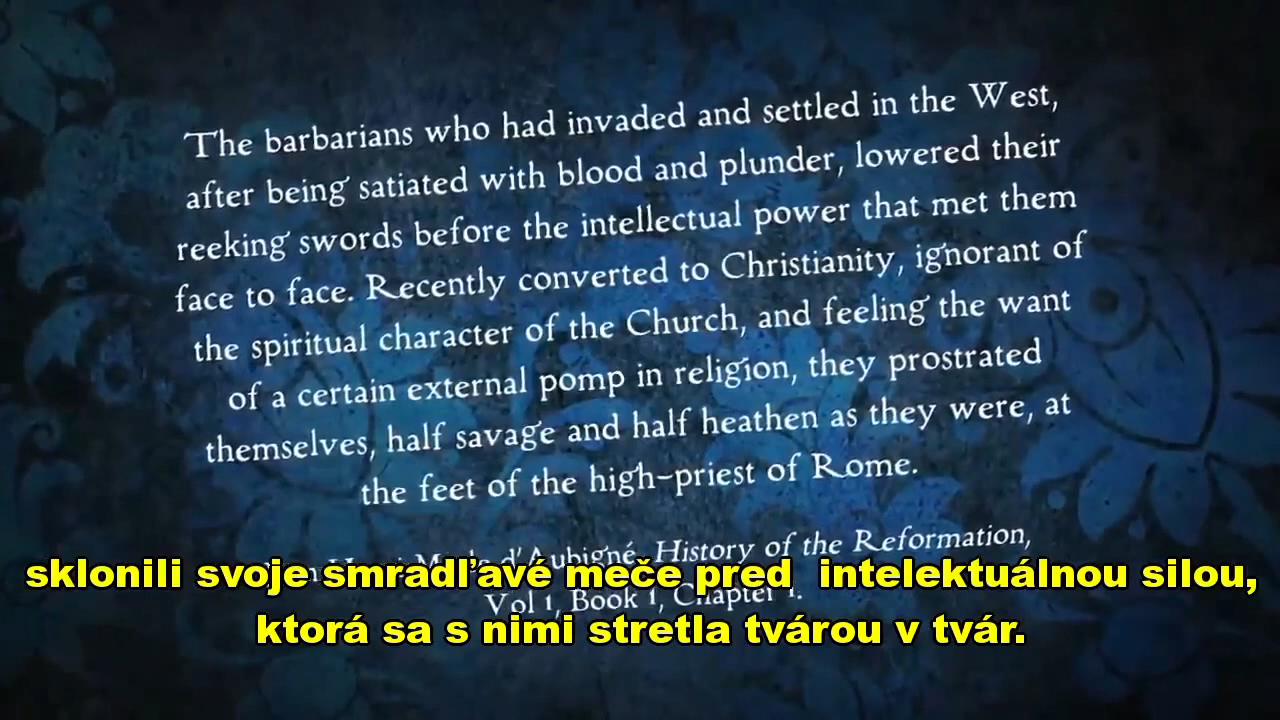 The barbarians who had invaded and settled in the West,
after being satiated with blood and plunder, lowered their
reeking swords before the intellectual power that met them
face to face. Recently converted to Christianity, ignorant of
the spiritual character of the Church, and feeling the want
of a certain external pomp in religion, they prostrated
themselves, half savage and half heathen as they were, at
the feet of the high-priest of Rome.
d'Aubigné, History of the Reformation,
sklonili svoje smradľavé meče pred intelektuálnou silou,
Vol 1, Book 1, Chapter 1.
ktorá sa s nimi stretla tvárou v tvár.